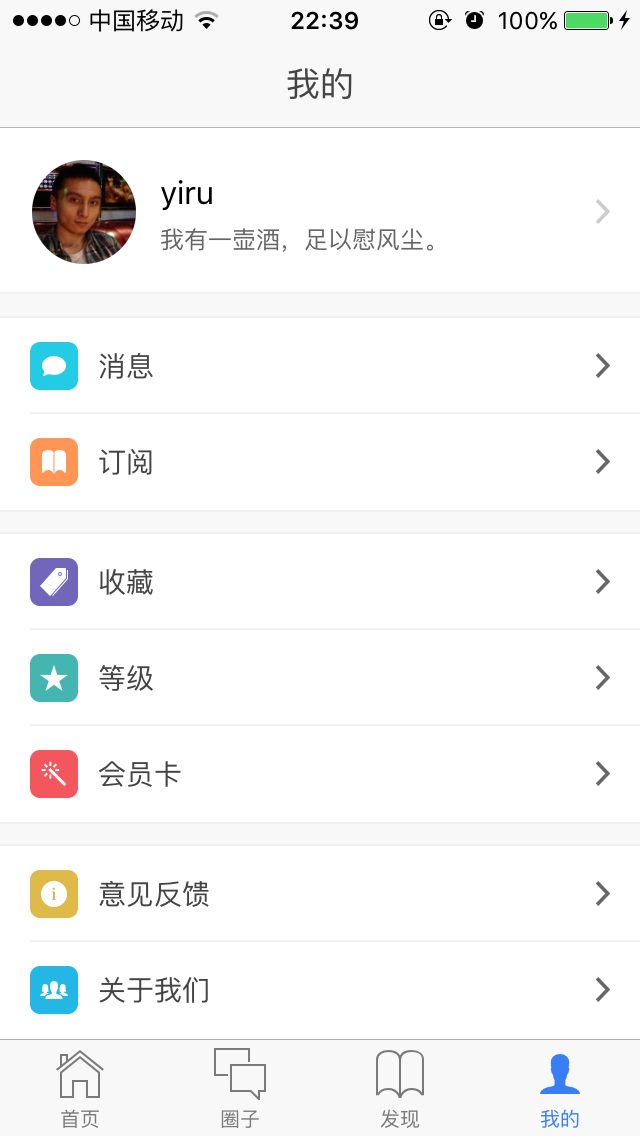 中国移动 22:39 100%
我的
yiru
我有一壶酒，足以慰风尘。
消息
订阅
收藏
等级
会员卡
意见反馈
关于我们
首页 圈子 发现 我的